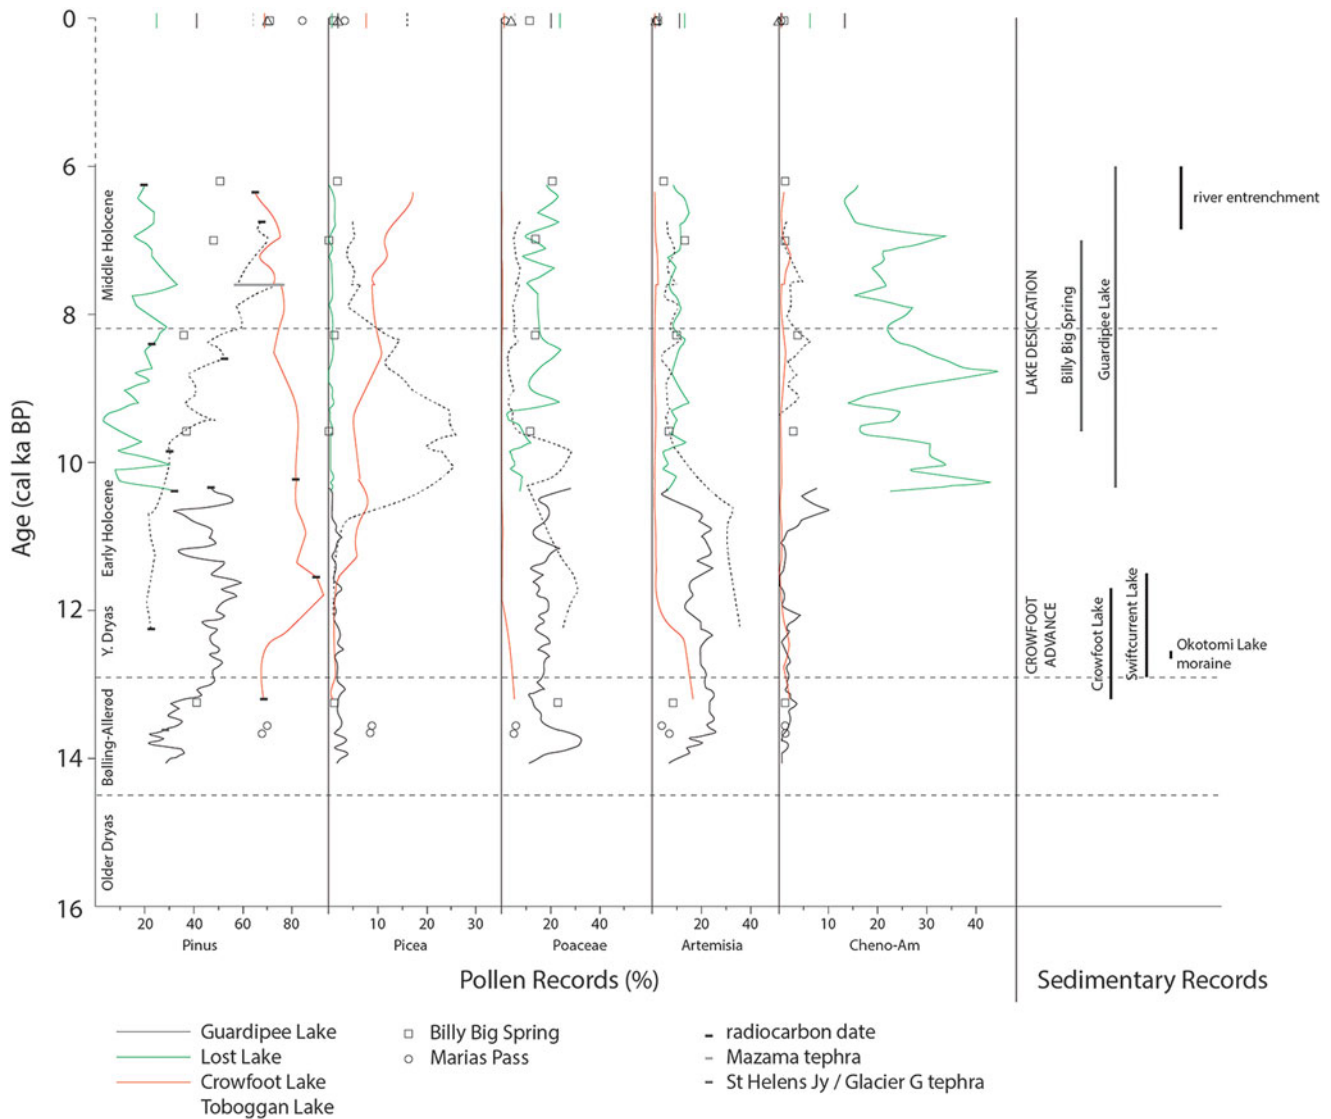 0
6
8
10
12
14
16
Age (cal ka BP)
Middle Holocene
Early Holocene
Y. Dryas
Bølling-Allerød
Older Dryas
20 40 60 80
Pinus
10 20 30
Picea
20 40
Poaceae
20 40
Artemisia
10 20 30 40
Cheno-Am
Pollen Records (%)
Sedimentary Records
LAKE DESICCATION
Billy Big Spring
Guardipee Lake
river entrenchment
CROWFOOT
ADVANCE
Crowfoot Lake
Swiftcurrent Lake
Okotomi Lake
moraine
Guardipee Lake
Lost Lake
Crowfoot Lake
Toboggan Lake
Billy Big Spring
Marias Pass
radiocarbon date
Mazama tephra
St Helens Jy / Glacier G tephra